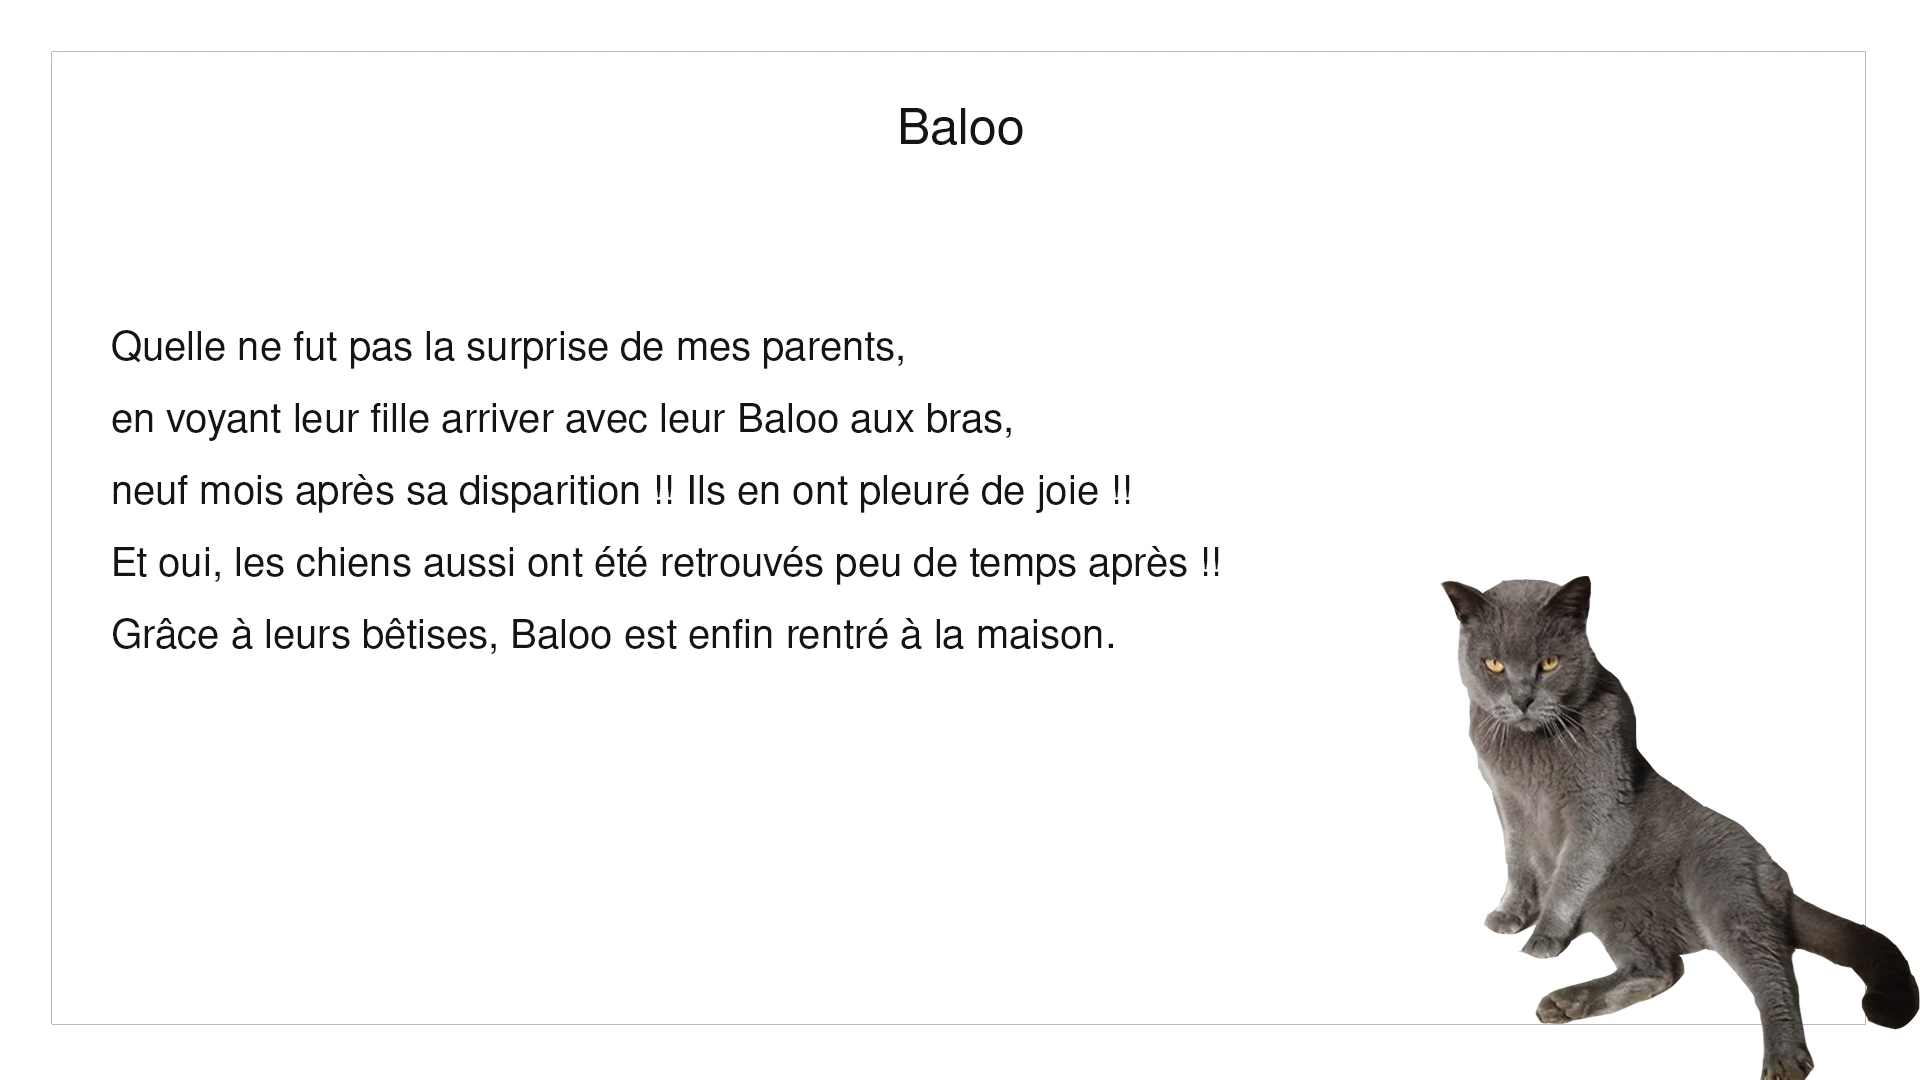 Baloo
Quelle ne fut pas la surprise de mes parents,
en voyant leur fille arriver avec leur Baloo aux bras,
neuf mois après sa disparition !! Ils en ont pleuré de joie !!
Et oui, les chiens aussi ont été retrouvés peu de temps après !!
Grâce à leurs bêtises, Baloo est enfin rentré à la maison.